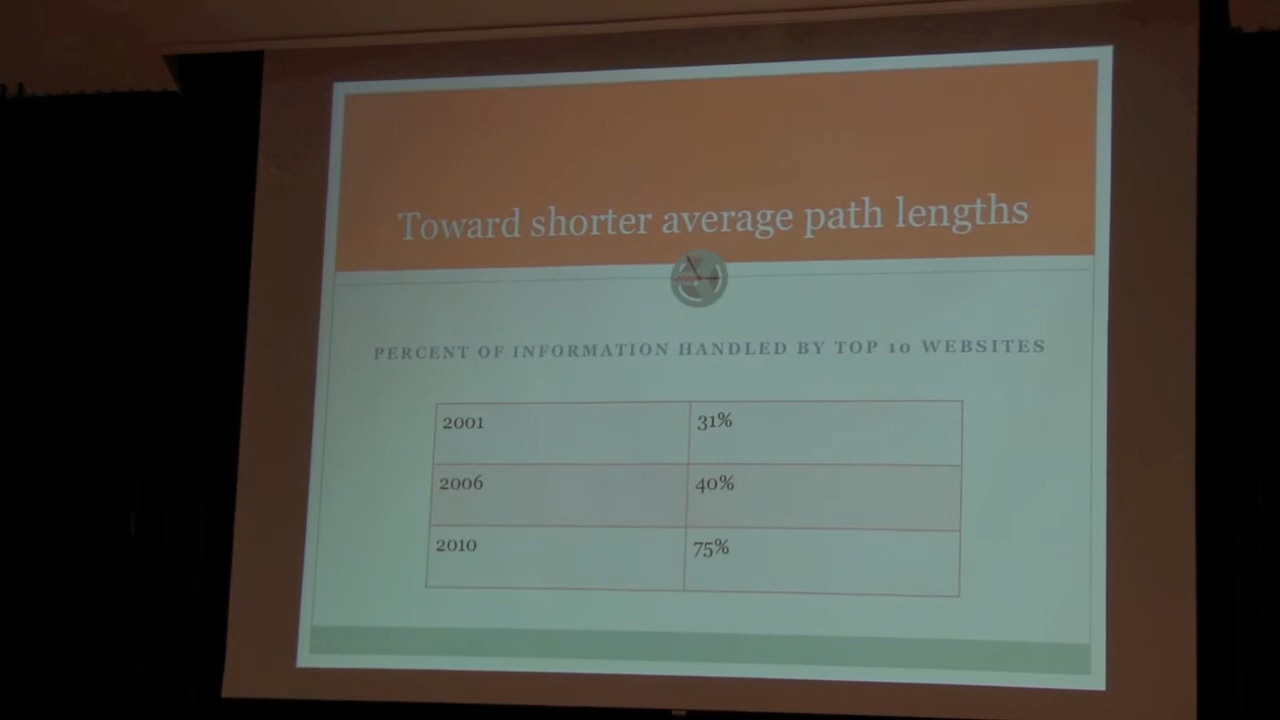 Toward shorter average path lengths
PERCENT OF INFORMATION HANDLED BY TOP 10 WEBSITES
2001 31%
2006 40%
2010 75%